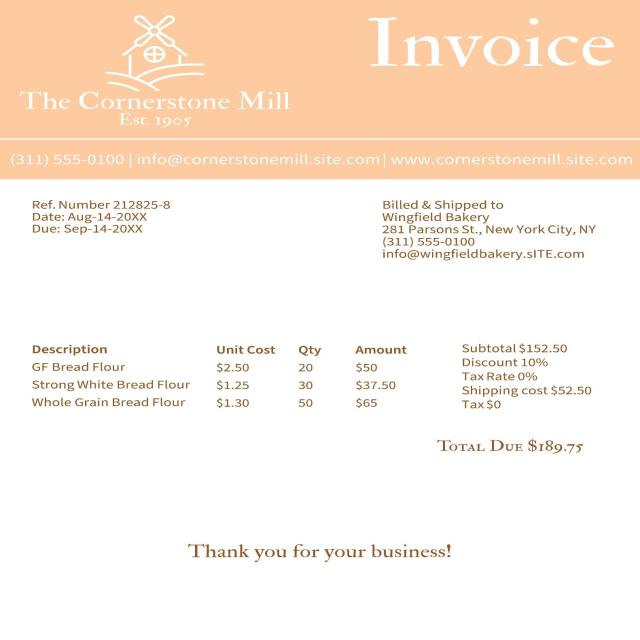 Invoice
The Cornerstone Mill
Est. 1905
(311) 555-0100 | info@cornerstonemill.site.com | www.cornerstonemill.site.com
Ref. Number 212825-8
Date: Aug-14-20XX
Due: Sep-14-20XX
Billed & Shipped to
Wingfield Bakery
281 Parsons St., New York City, NY
(311) 555-0100
info@wingfieldbakery.sITE.com
Description Unit Cost Qty Amount
GF Bread Flour $2.50 20 $50
Strong White Bread Flour $1.25 30 $37.50
Whole Grain Bread Flour $1.30 50 $65
Subtotal $152.50
Discount 10%
Tax Rate 0%
Shipping cost $52.50
Tax $0
Total Due $189.75
Thank you for your business!